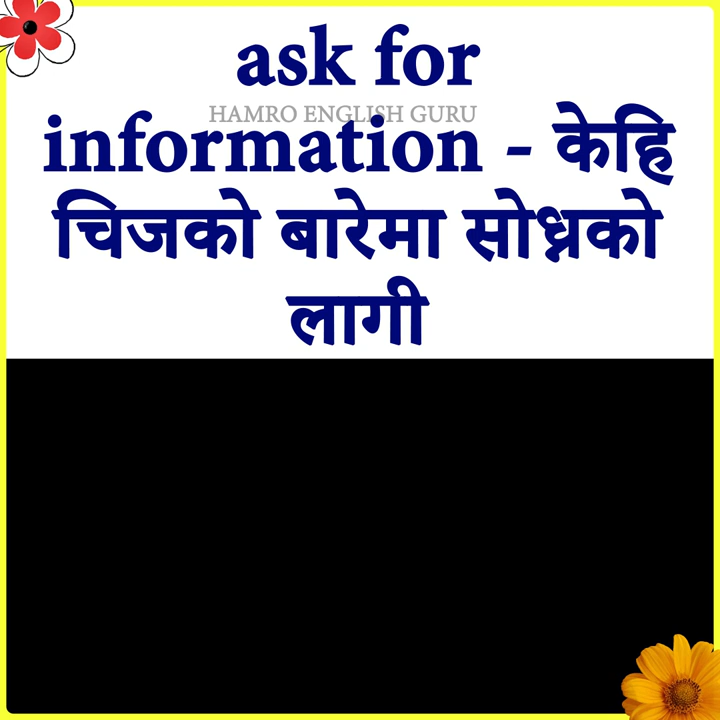 ask for
HAMRO ENGLISH GURU
information - केहि
चिजको बारेमा सोध्नको
लागी